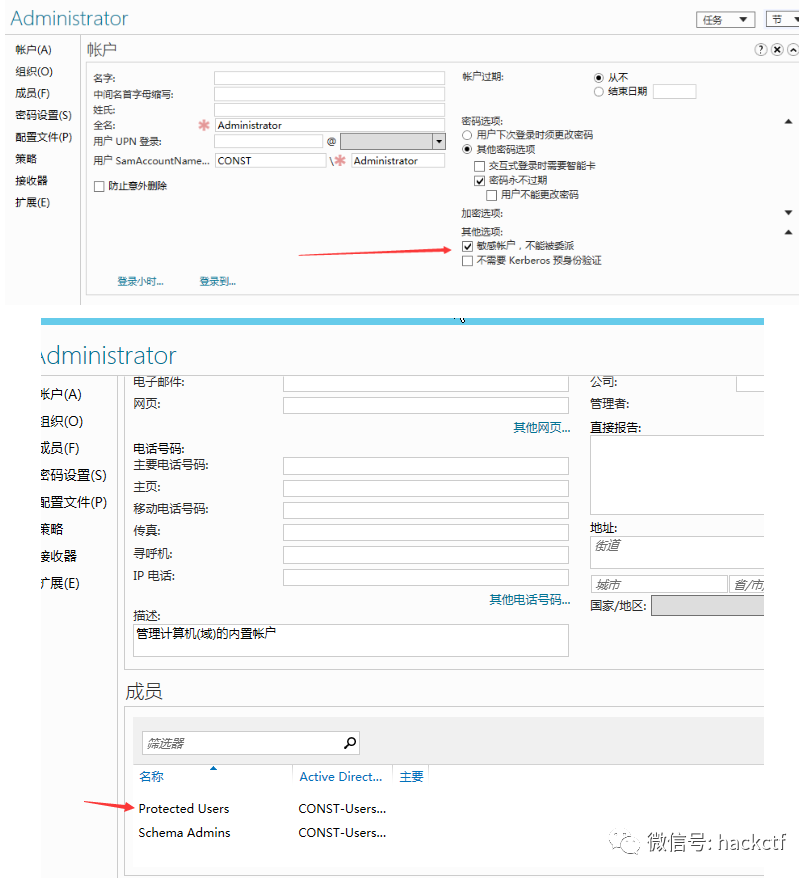 Administrator
任务
节
帐户(A)
组织(O)
成员(F)
密码设置(S)
配置文件(P)
策略
接收器
扩展(E)
帐户
名字:
中间名首字母缩写:
姓氏:
全名: * Administrator
用户 UPN 登录: @
用户 SamAccountName... CONST \* Administrator
防止意外删除
登录小时... 登录到...
帐户过期:
从不
结束日期
密码选项:
用户下次登录时须更改密码
其他密码选项
交互式登录时需要智能卡
密码永不过期
用户不能更改密码
加密选项:
其他选项:
敏感帐户，不能被委派
不需要 Kerberos 预身份验证
Administrator
帐户(A)
组织(O)
成员(F)
密码设置(S)
配置文件(P)
策略
接收器
扩展(E)
电子邮件:
网页:
其他网页...
电话号码:
主要电话号码:
主页:
移动电话号码:
传真:
寻呼机:
IP 电话:
其他电话号码...
描述:
管理计算机(域)的内置帐户
公司:
管理者:
直接报告:
地址:
街道
城市 省/市/
国家/地区:
成员
筛选器
名称 Active Direct... 主要
Protected Users CONST-Users...
Schema Admins CONST-Users...
微信号: hackctf